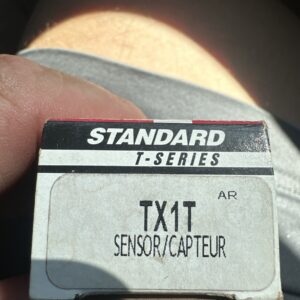 STANDARD
T-SERIES
AR
TX1T
SENSOR/CAPTEUR